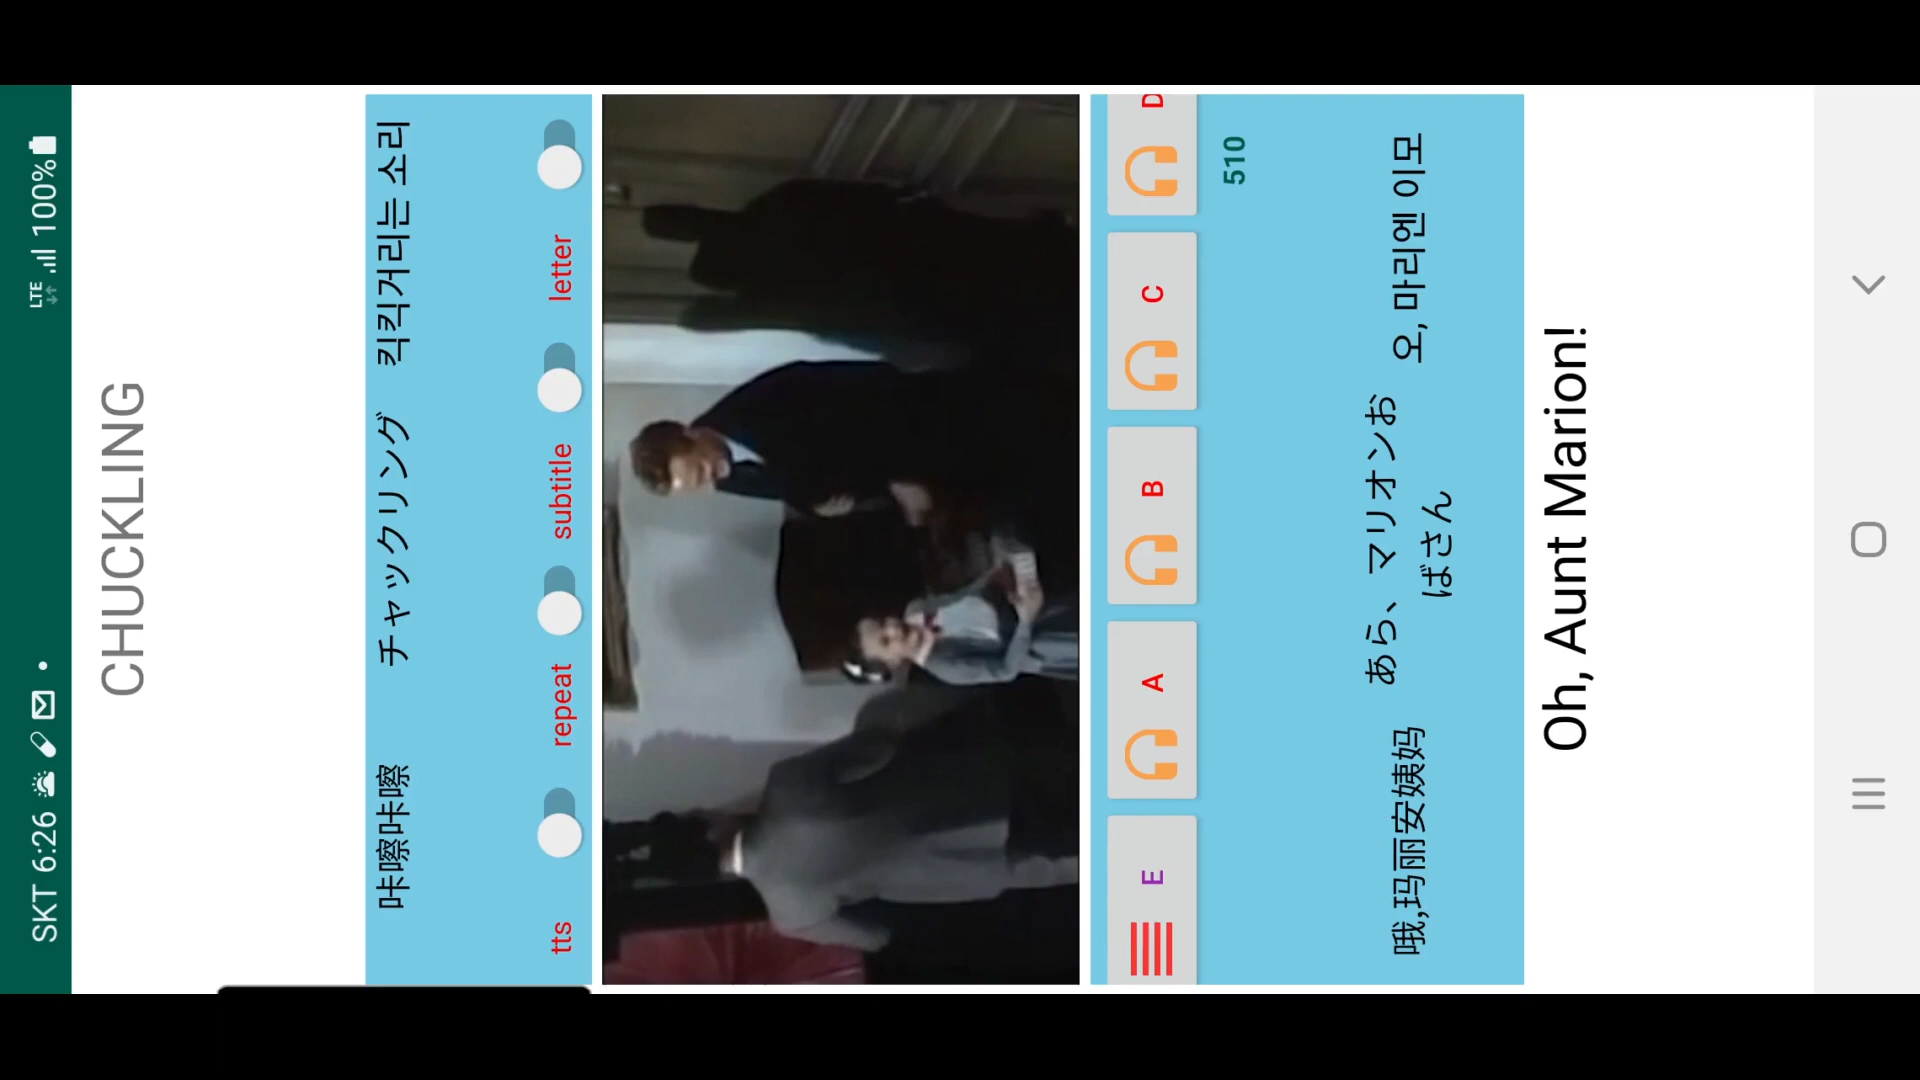 SKT 6:26
LTE
100%
CHUCKLING
咔嚓咔嚓
チャックリング
킥킥거리는 소리
tts
repeat
subtitle
letter
E
A
B
C
D
510
哦,玛丽安姨妈
あら、マリオンお
ばさん
오, 마리엔 이모
Oh, Aunt Marion!